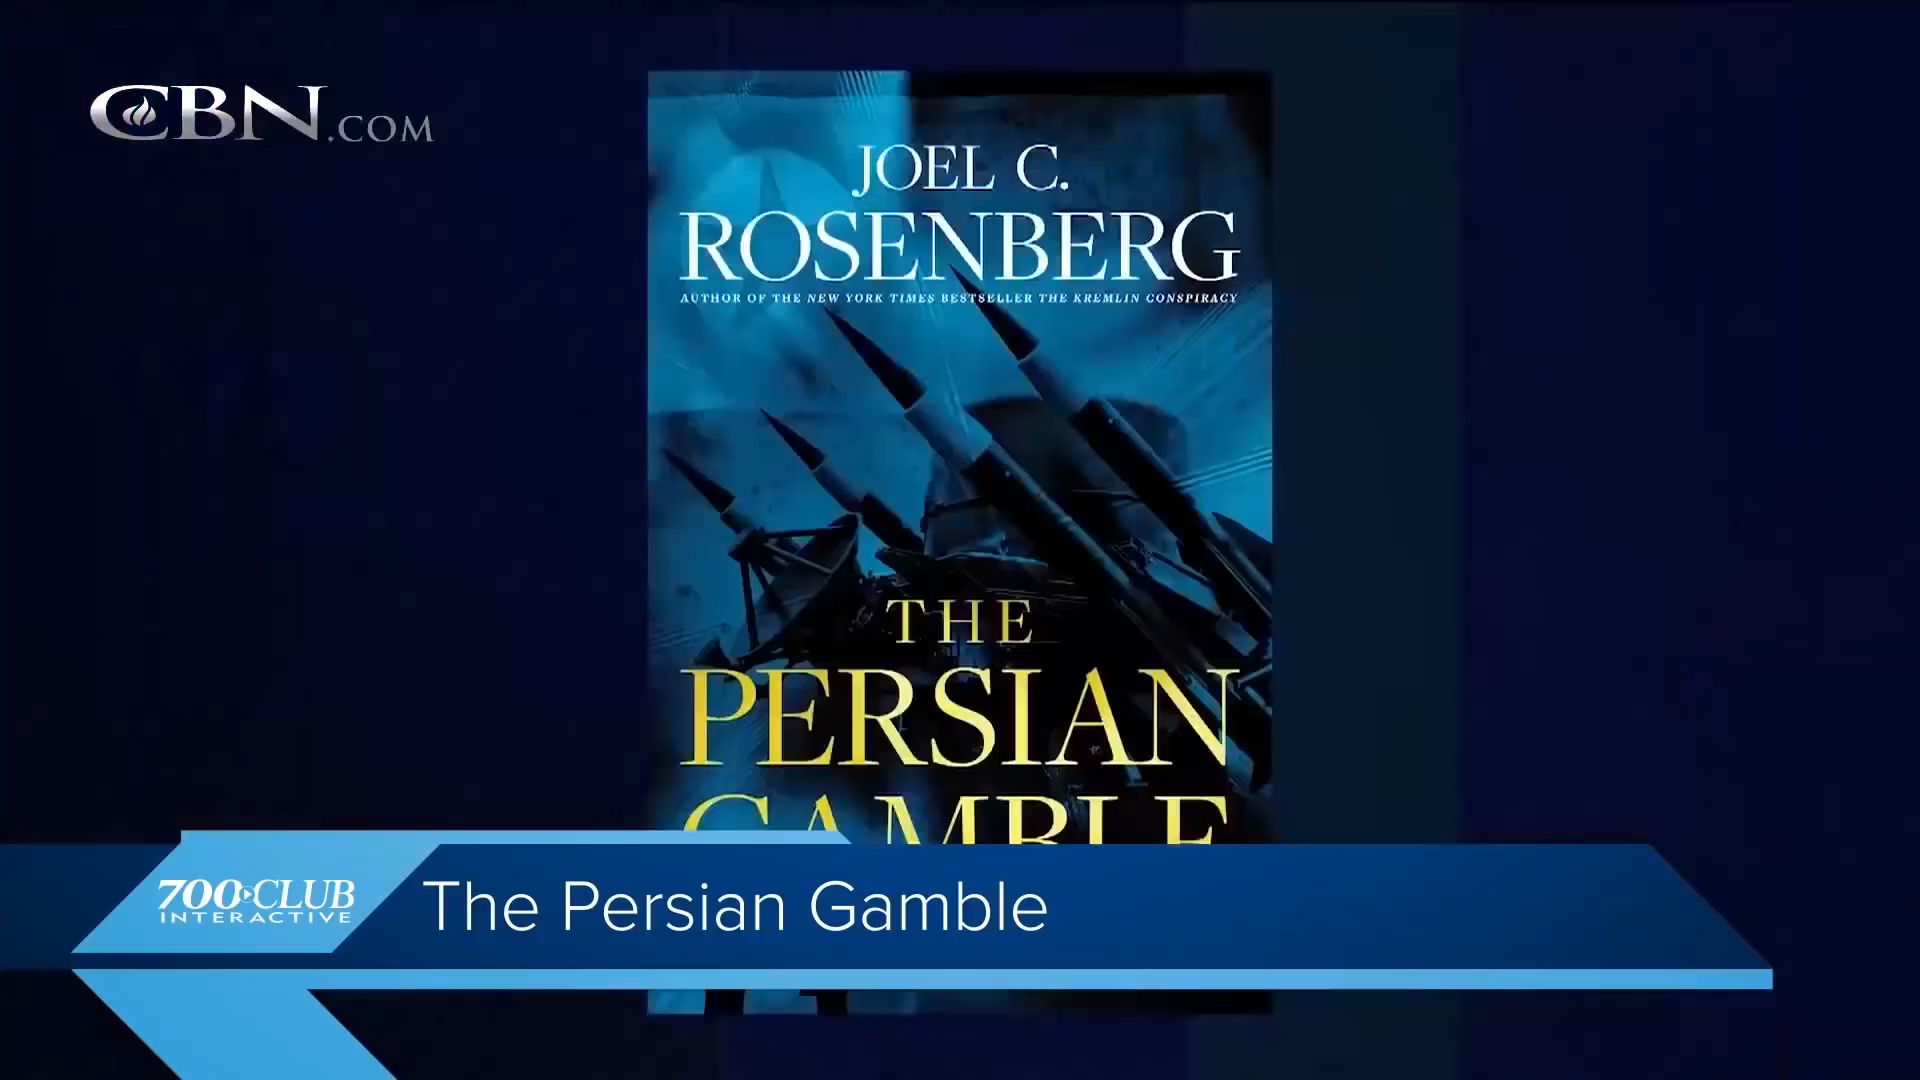 CBN.COM
JOEL C.
ROSENBERG
AUTHOR OF THE NEW YORK TIMES BESTSELLER THE KREMLIN CONSPIRACY
THE
PERSIAN
GAMBLE
700 CLUB
INTERACTIVE
The Persian Gamble